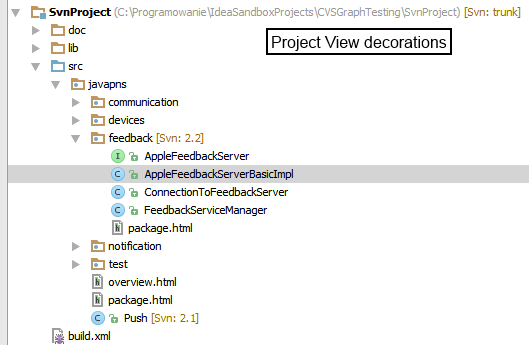 SvnProject (C:\Programowanie\IdeaSandboxProjects\CVSGraphTesting\SvnProject) [Svn: trunk]
doc
Project View decorations
lib
src
javapns
communication
devices
feedback [Svn: 2.2]
I AppleFeedbackServer
C AppleFeedbackServerBasicImpl
C ConnectionToFeedbackServer
C FeedbackServiceManager
package.html
notification
test
overview.html
package.html
C Push [Svn: 2.1]
build.xml